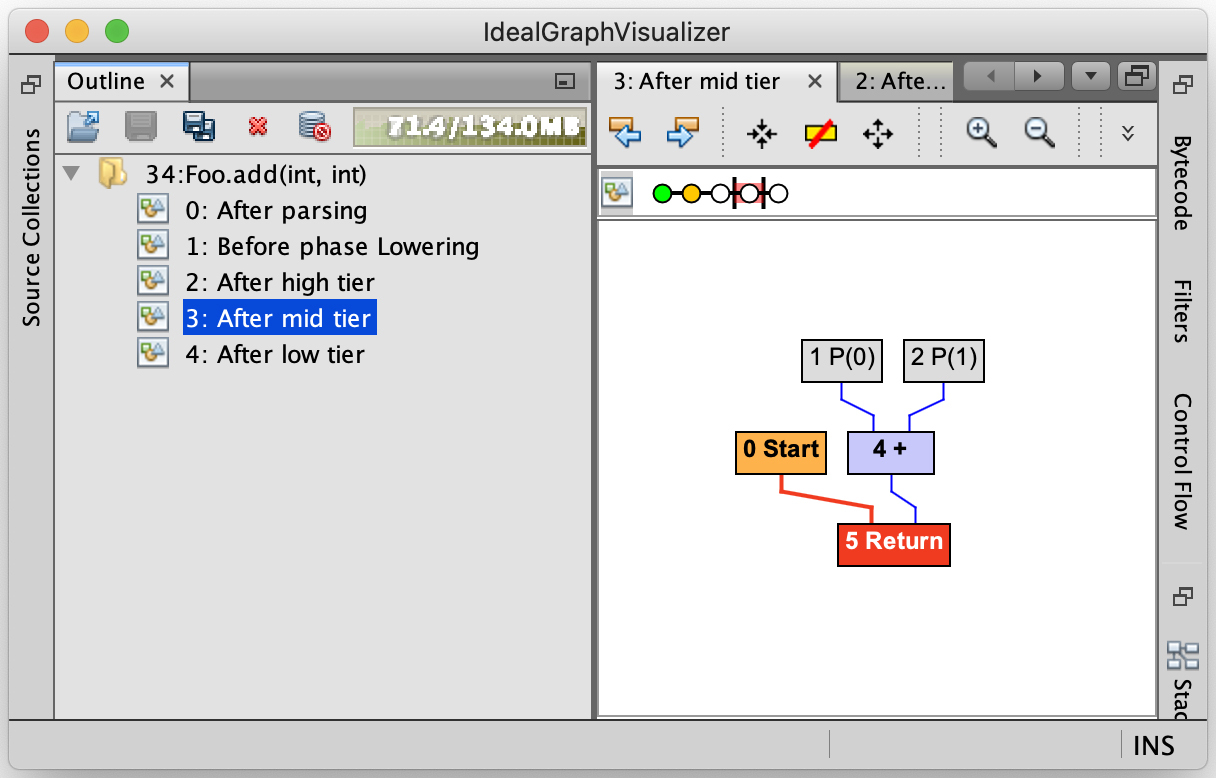 IdealGraphVisualizer
Source Collections
Outline
71.4/134.0MB
34:Foo.add(int, int)
0: After parsing
1: Before phase Lowering
2: After high tier
3: After mid tier
4: After low tier
3: After mid tier
2: Afte...
1 P(0)
2 P(1)
0 Start
4 +
5 Return
Bytecode
Filters
Control Flow
Stac
INS